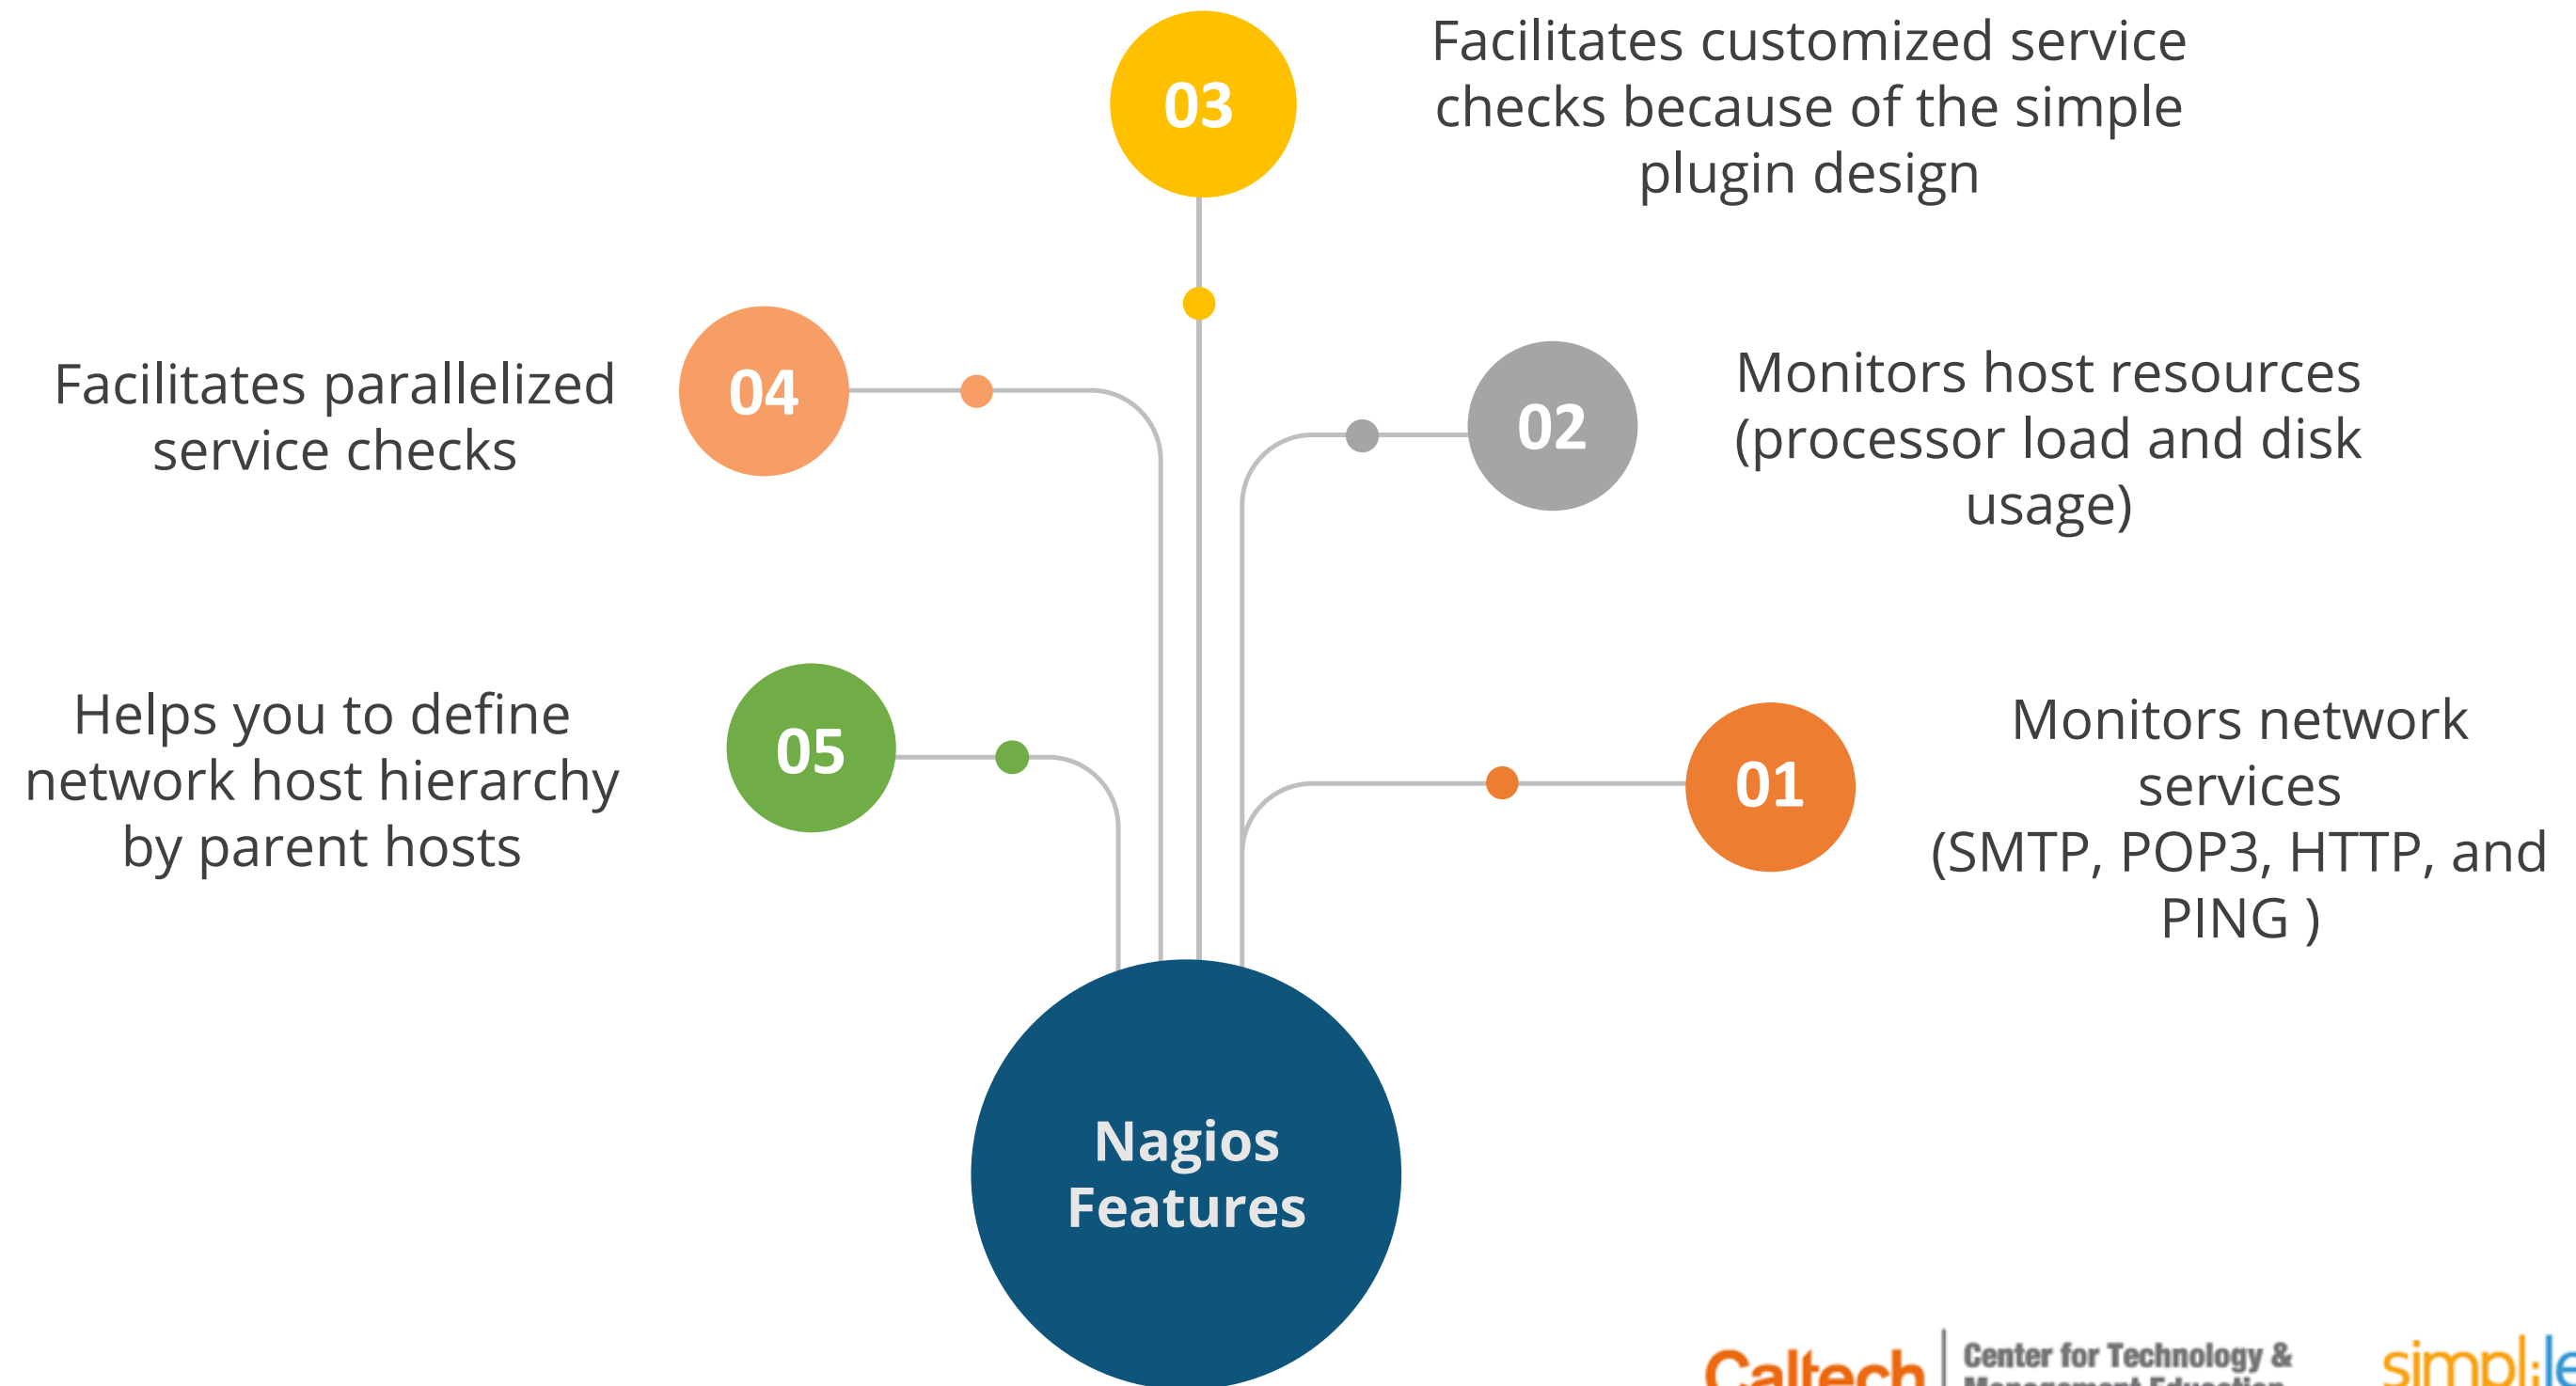 03
Facilitates customized service
checks because of the simple
plugin design
04
Facilitates parallelized
service checks
02
Monitors host resources
(processor load and disk
usage)
05
Helps you to define
network host hierarchy
by parent hosts
01
Monitors network
services
(SMTP, POP3, HTTP, and
PING )
Nagios
Features
Caltech
Center for Technology &
Management Education